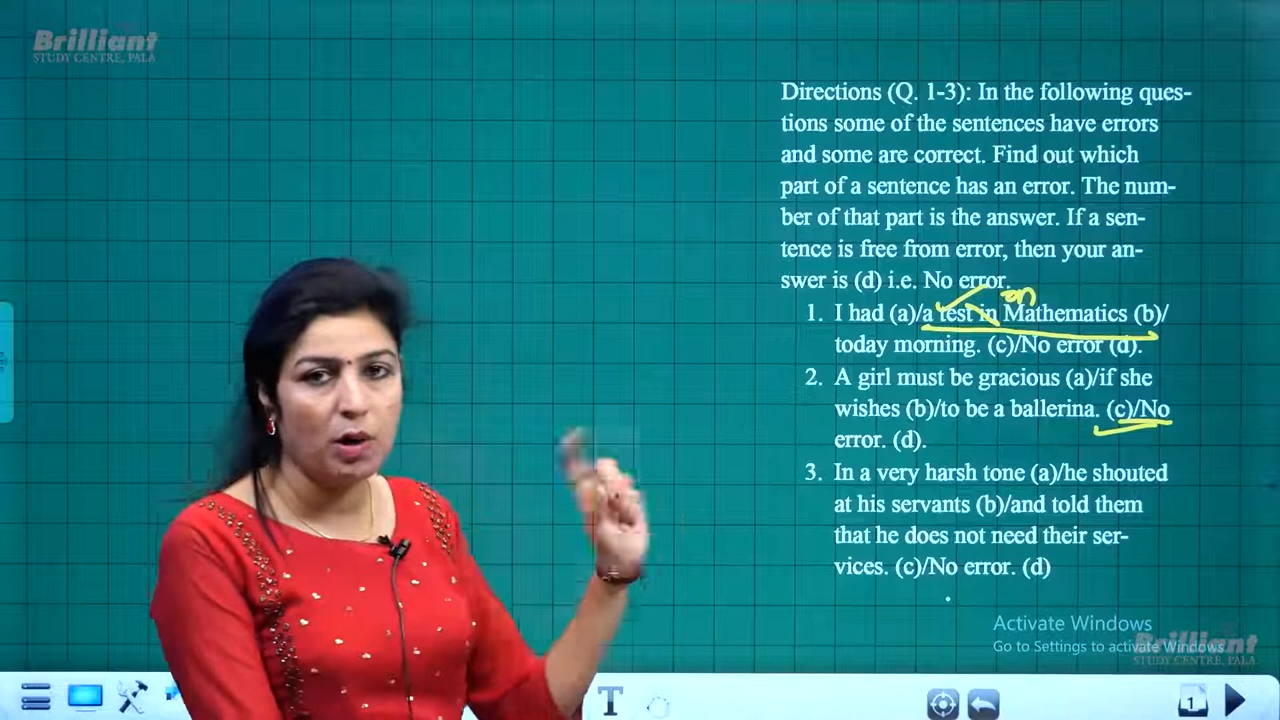 Brilliant
STUDY CENTRE, PALA
Directions (Q. 1-3): In the following ques-
tions some of the sentences have errors
and some are correct. Find out which
part of a sentence has an error. The num-
ber of that part is the answer. If a sen-
tence is free from error, then your an-
swer is (d) i.e. No error.
on
1. I had (a)/a test in Mathematics (b)/
today morning. (c)/No error (d).
2. A girl must be gracious (a)/if she
wishes (b)/to be a ballerina. (c)/No
error. (d).
3. In a very harsh tone (a)/he shouted
at his servants (b)/and told them
that he does not need their ser-
vices. (c)/No error. (d)
Activate Windows
Go to Settings to activate Windows.
Brilliant
STUDY CENTRE, PALA
T
1